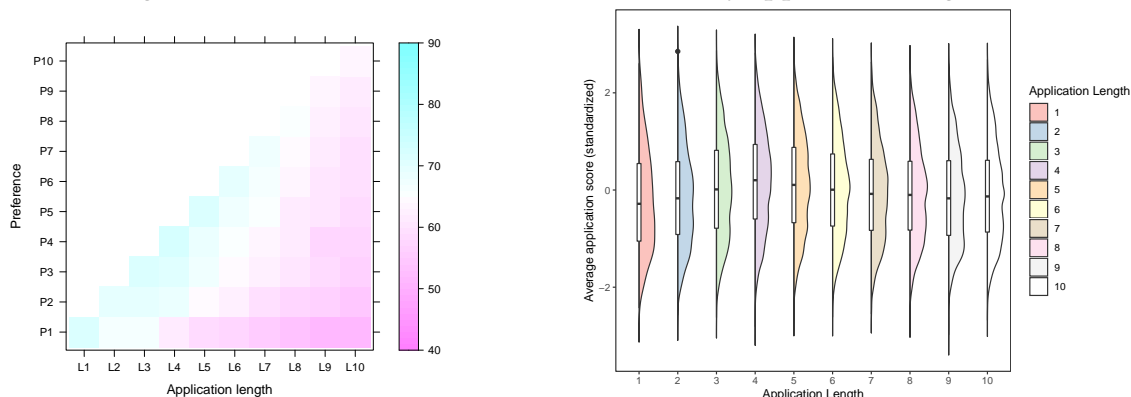 P10
P9
P8
P7
P6
P5
P4
P3
P2
P1
Preference
L1 L2 L3 L4 L5 L6 L7 L8 L9 L10
Application length
90
80
70
60
50
40
Average application score (standardized)
2
0
−2
1 2 3 4 5 6 7 8 9 10
Application Length
Application Length
1
2
3
4
5
6
7
8
9
10